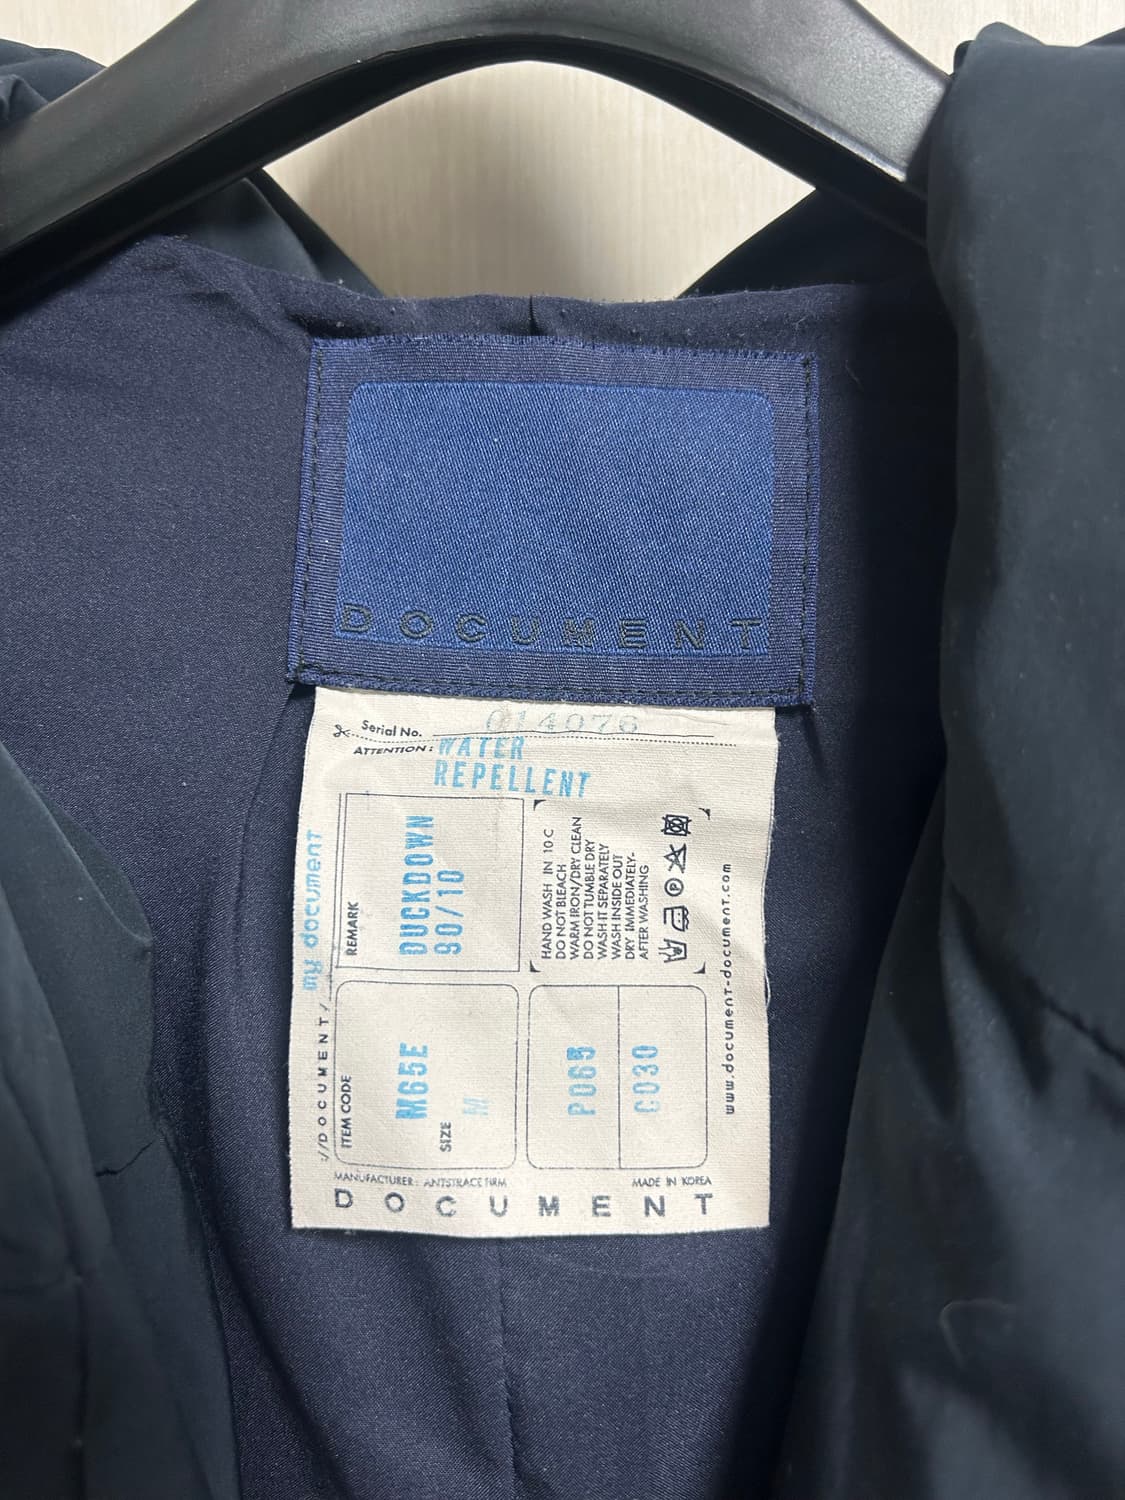 DOCUMENT
Serial No. 014076
ATTENTION: WATER
REPELLENT
REMARK
DUCKDOWN
90/10
HAND WASH IN 10 C
DO NOT BLEACH
WARM IRON/DRY CLEAN
DO NOT TUMBLE DRY
WASH IT SEPARATELY
WASH INSIDE OUT
DRY IMMEDIATELY-
AFTER WASHING
P
://DOCUMENT/ my document
ITEM CODE
M65E
SIZE
M
P065
C030
www.document-document.com
MANUFACTURER: ANTSTRACE FIRM
MADE IN KOREA
DOCUMENT